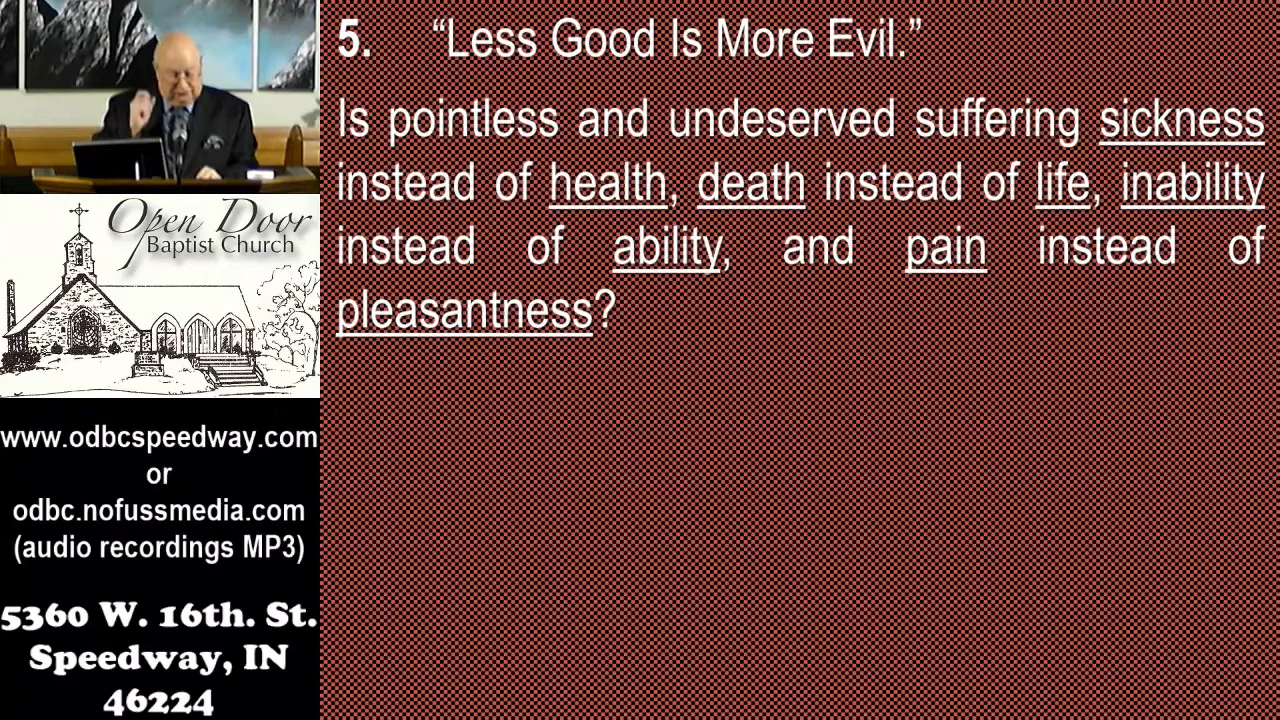 5. “Less Good Is More Evil.”
Is pointless and undeserved suffering sickness
instead of health, death instead of life, inability
instead of ability, and pain instead of
pleasantness?
Open Door
Baptist Church
www.odbcspeedway.com
or
odbc.nofussmedia.com
(audio recordings MP3)
5360 W. 16th. St.
Speedway, IN
46224